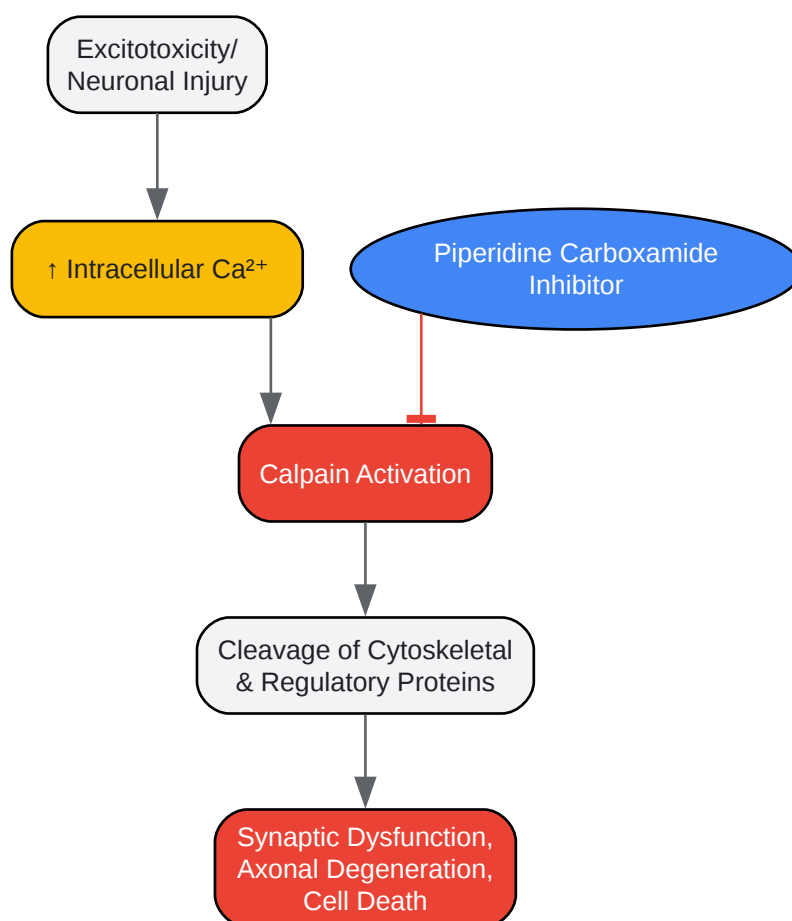 Excitotoxicity/
Neuronal Injury
↑ Intracellular Ca²⁺
Piperidine Carboxamide
Inhibitor
Calpain Activation
Cleavage of Cytoskeletal
& Regulatory Proteins
Synaptic Dysfunction,
Axonal Degeneration,
Cell Death